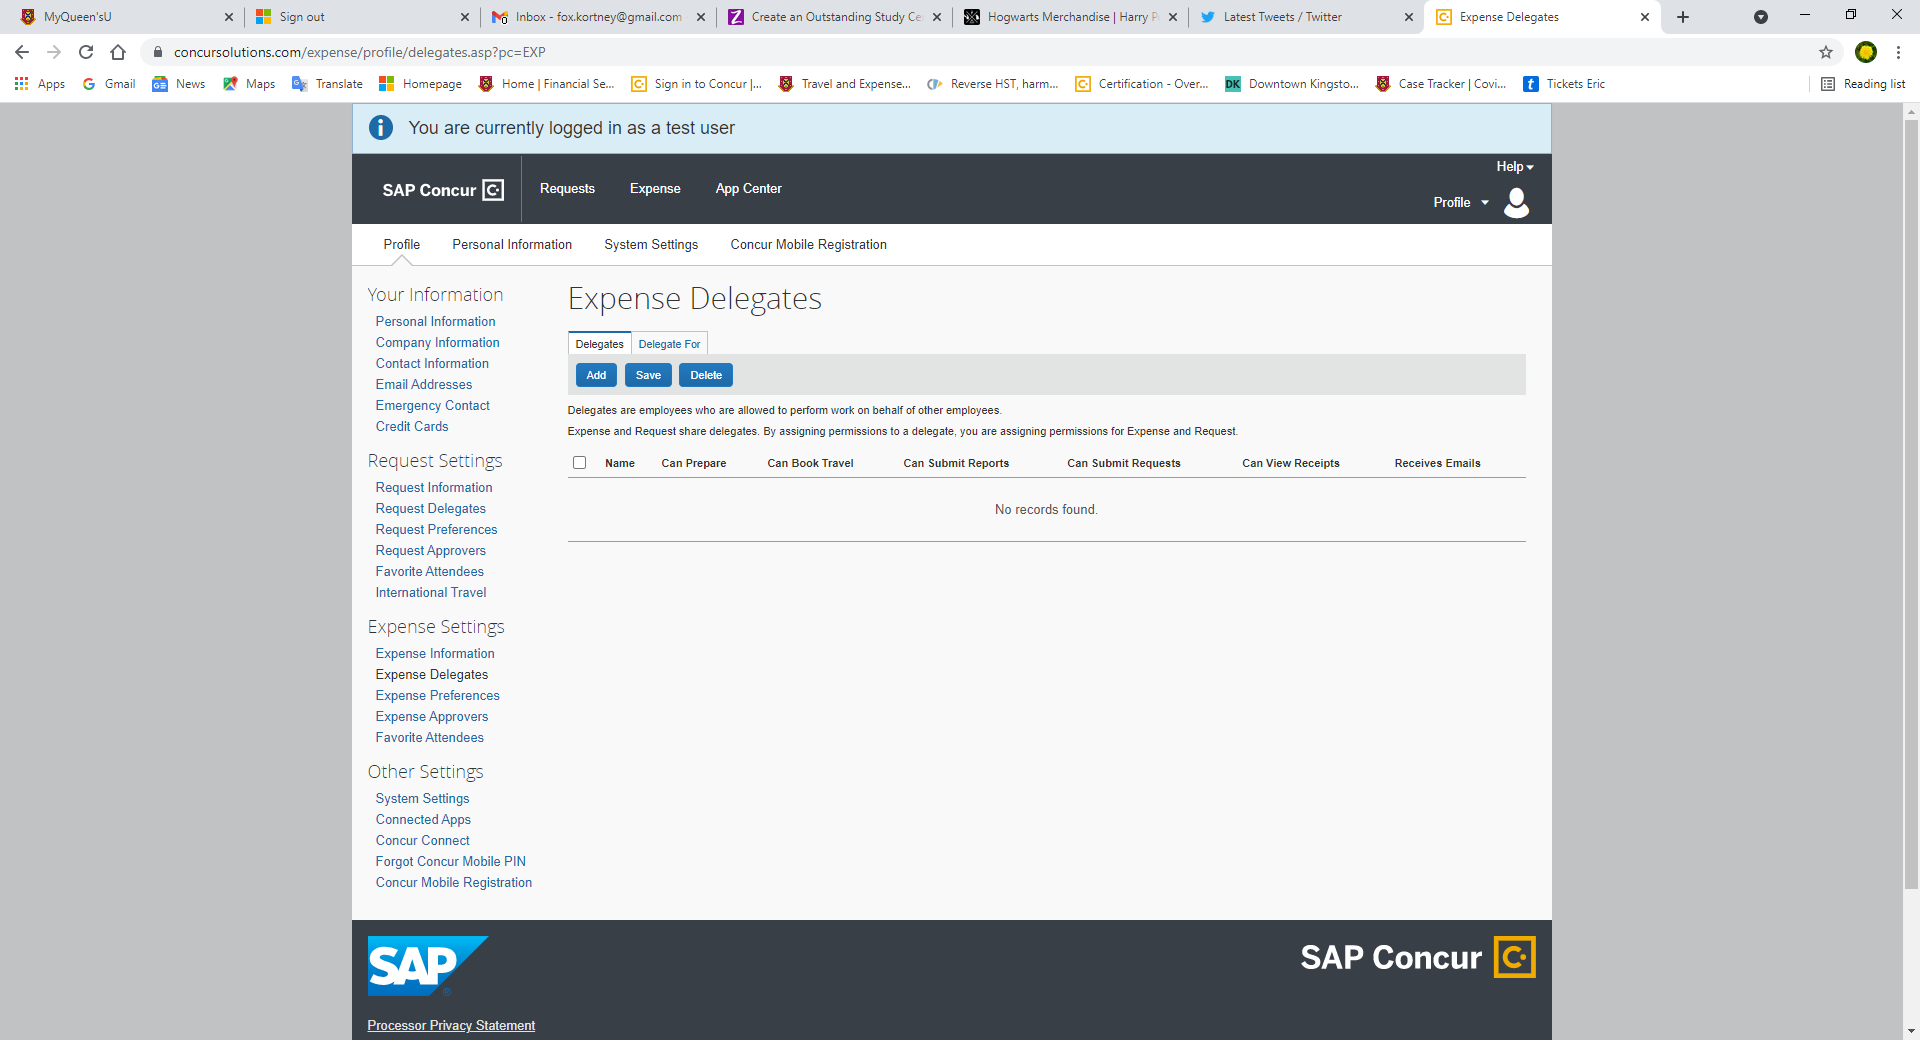 MyQueen'sU
Sign out
Inbox - fox.kortney@gmail.com
Create an Outstanding Study Ce
Hogwarts Merchandise | Harry P
Latest Tweets / Twitter
Expense Delegates
concursolutions.com/expense/profile/delegates.asp?pc=EXP
Apps
Gmail
News
Maps
Translate
Homepage
Home | Financial Se...
Sign in to Concur |...
Travel and Expense...
Reverse HST, harm...
Certification - Over...
DK Downtown Kingsto...
Case Tracker | Covi...
t Tickets Eric
Reading list
You are currently logged in as a test user
Help
SAP Concur
Requests
Expense
App Center
Profile
Profile
Personal Information
System Settings
Concur Mobile Registration
Your Information
Personal Information
Company Information
Contact Information
Email Addresses
Emergency Contact
Credit Cards
Request Settings
Request Information
Request Delegates
Request Preferences
Request Approvers
Favorite Attendees
International Travel
Expense Settings
Expense Information
Expense Delegates
Expense Preferences
Expense Approvers
Favorite Attendees
Other Settings
System Settings
Connected Apps
Concur Connect
Forgot Concur Mobile PIN
Concur Mobile Registration
Expense Delegates
Delegates
Delegate For
Add
Save
Delete
Delegates are employees who are allowed to perform work on behalf of other employees.
Expense and Request share delegates. By assigning permissions to a delegate, you are assigning permissions for Expense and Request.
Name
Can Prepare
Can Book Travel
Can Submit Reports
Can Submit Requests
Can View Receipts
Receives Emails
No records found.
SAP
®
SAP Concur
Processor Privacy Statement